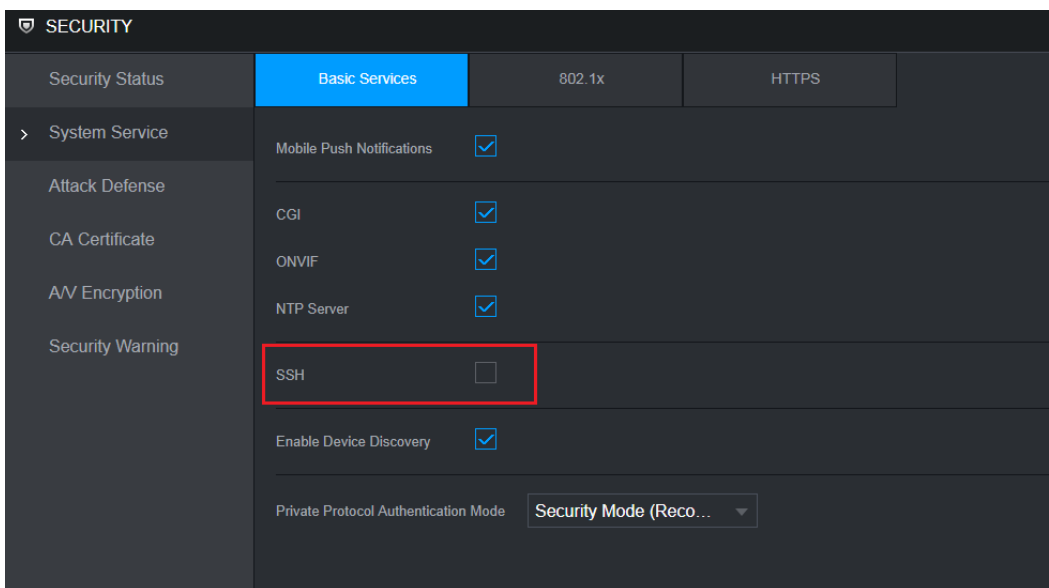 SECURITY
Security Status
System Service
Attack Defense
CA Certificate
A/V Encryption
Security Warning
Basic Services
802.1x
HTTPS
Mobile Push Notifications
CGI
ONVIF
NTP Server
SSH
Enable Device Discovery
Private Protocol Authentication Mode
Security Mode (Reco...